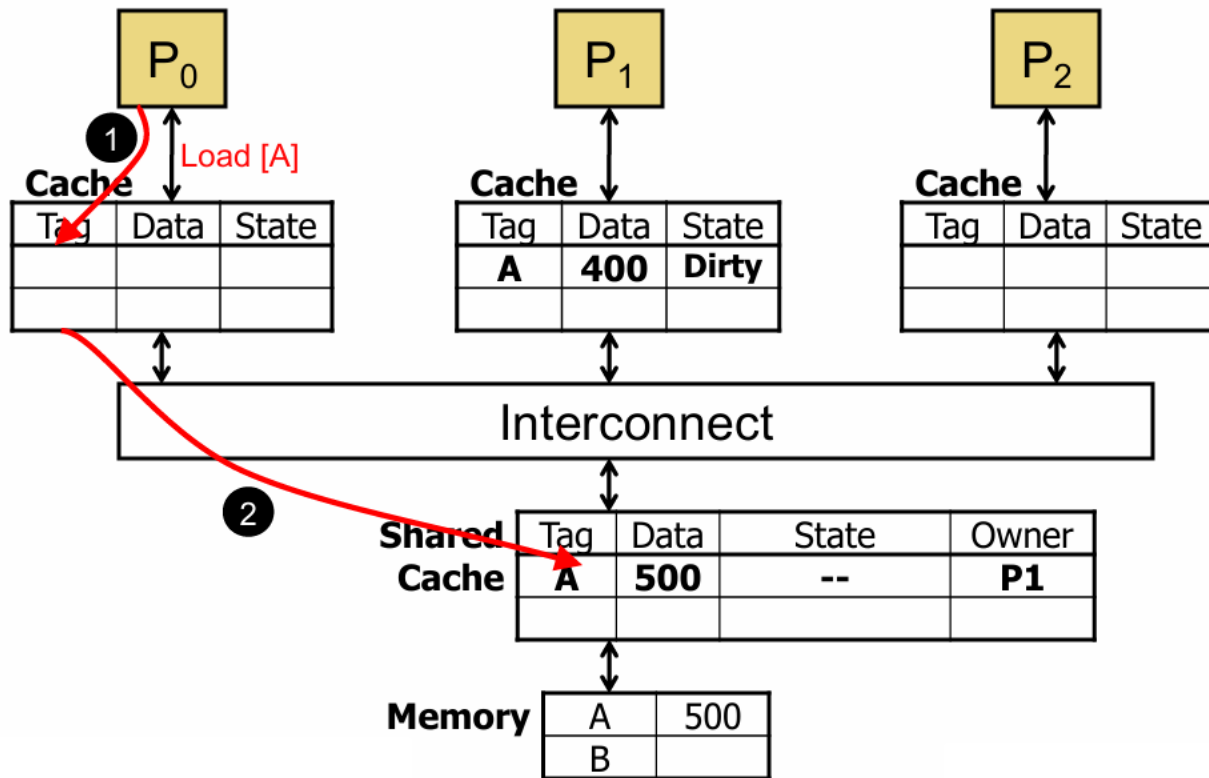 P0 P1 P2
1
Load [A]
Cache Cache Cache
Tag Data State Tag Data State Tag Data State
A 400 Dirty
Interconnect
2
Shared Tag Data State Owner
Cache A 500 -- P1
Memory A 500
B